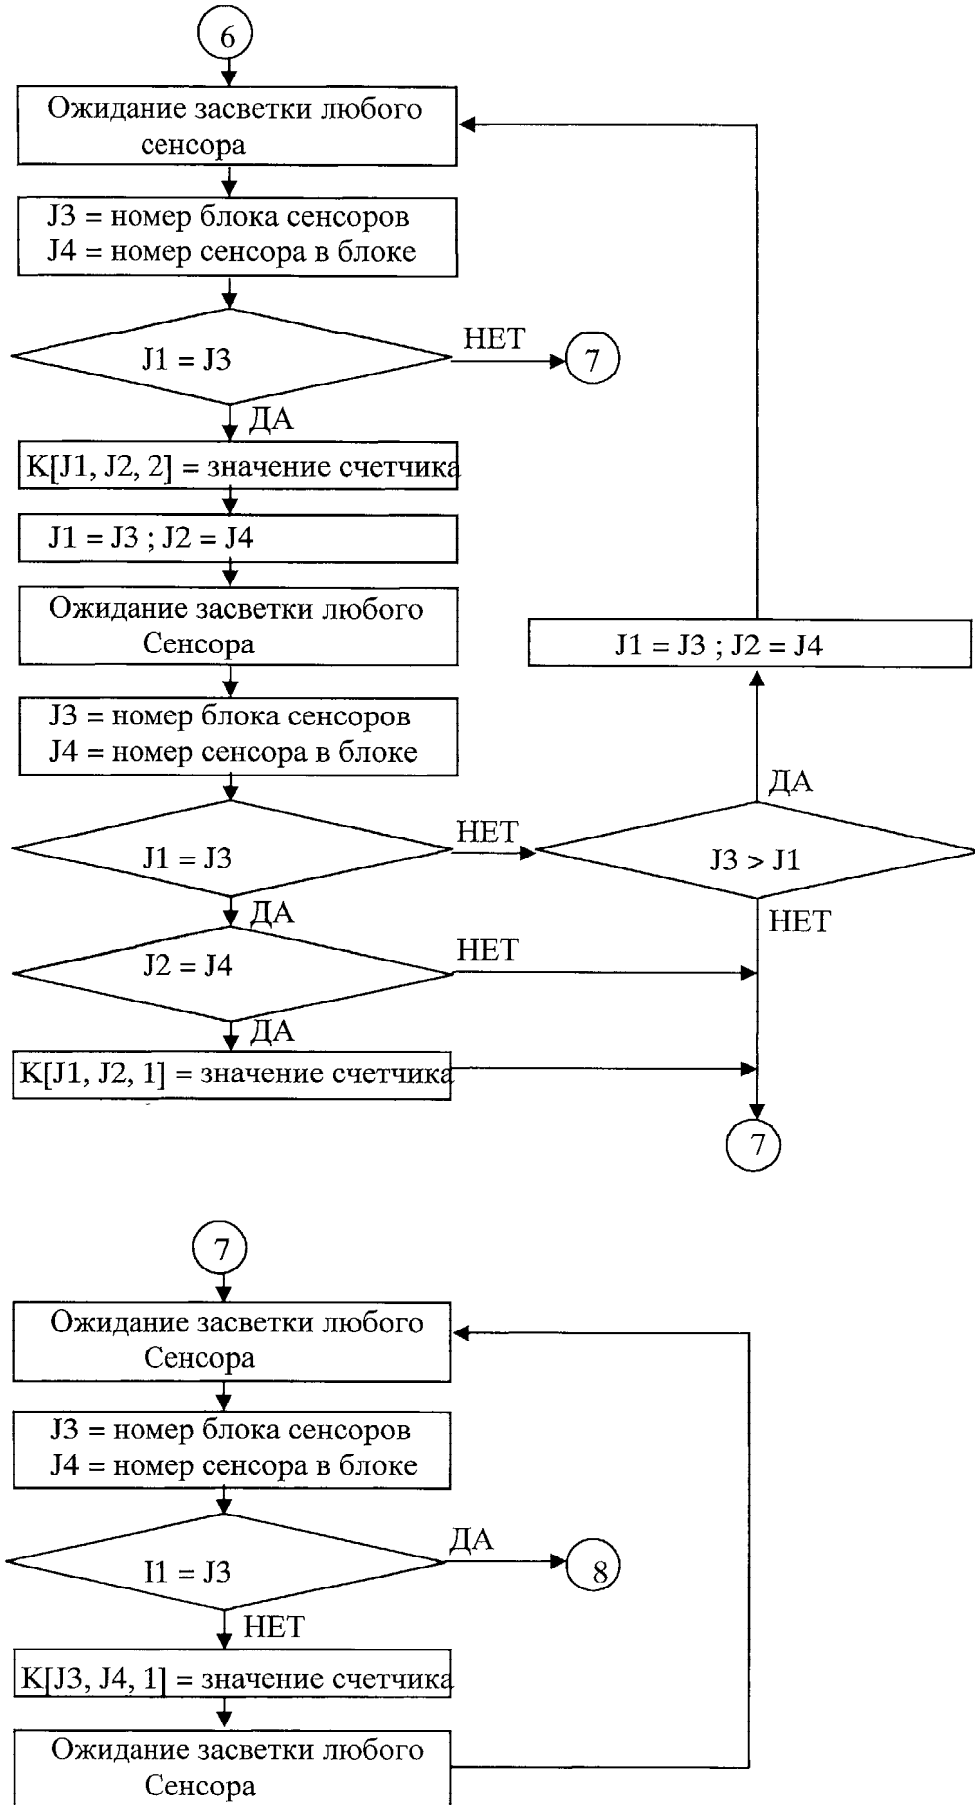 6
Ожидание засветки любого
сенсора
J3 = номер блока сенсоров
J4 = номер сенсора в блоке
J1 = J3
НЕТ
7
ДА
K[J1, J2, 2] = значение счетчика
J1 = J3 ; J2 = J4
Ожидание засветки любого
Сенсора
J1 = J3 ; J2 = J4
J3 = номер блока сенсоров
J4 = номер сенсора в блоке
ДА
J1 = J3
НЕТ
J3 > J1
ДА
НЕТ
J2 = J4
НЕТ
ДА
K[J1, J2, 1] = значение счетчика
7
7
Ожидание засветки любого
Сенсора
J3 = номер блока сенсоров
J4 = номер сенсора в блоке
I1 = J3
ДА
8
НЕТ
K[J3, J4, 1] = значение счетчика
Ожидание засветки любого
Сенсора